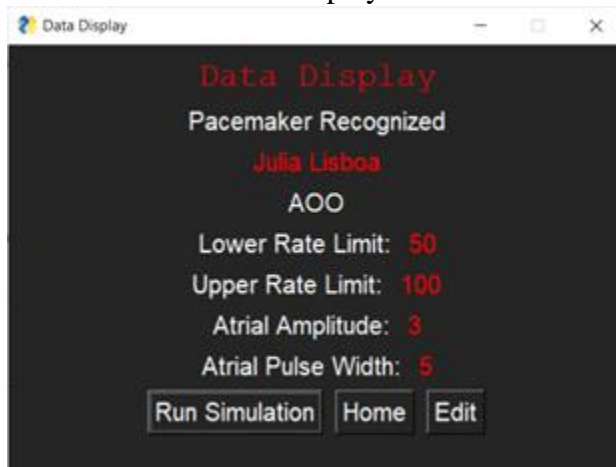 Data Display
Data Display
Pacemaker Recognized
Julia Lisboa
AOO
Lower Rate Limit: 50
Upper Rate Limit: 100
Atrial Amplitude: 3
Atrial Pulse Width: 5
Run Simulation Home Edit